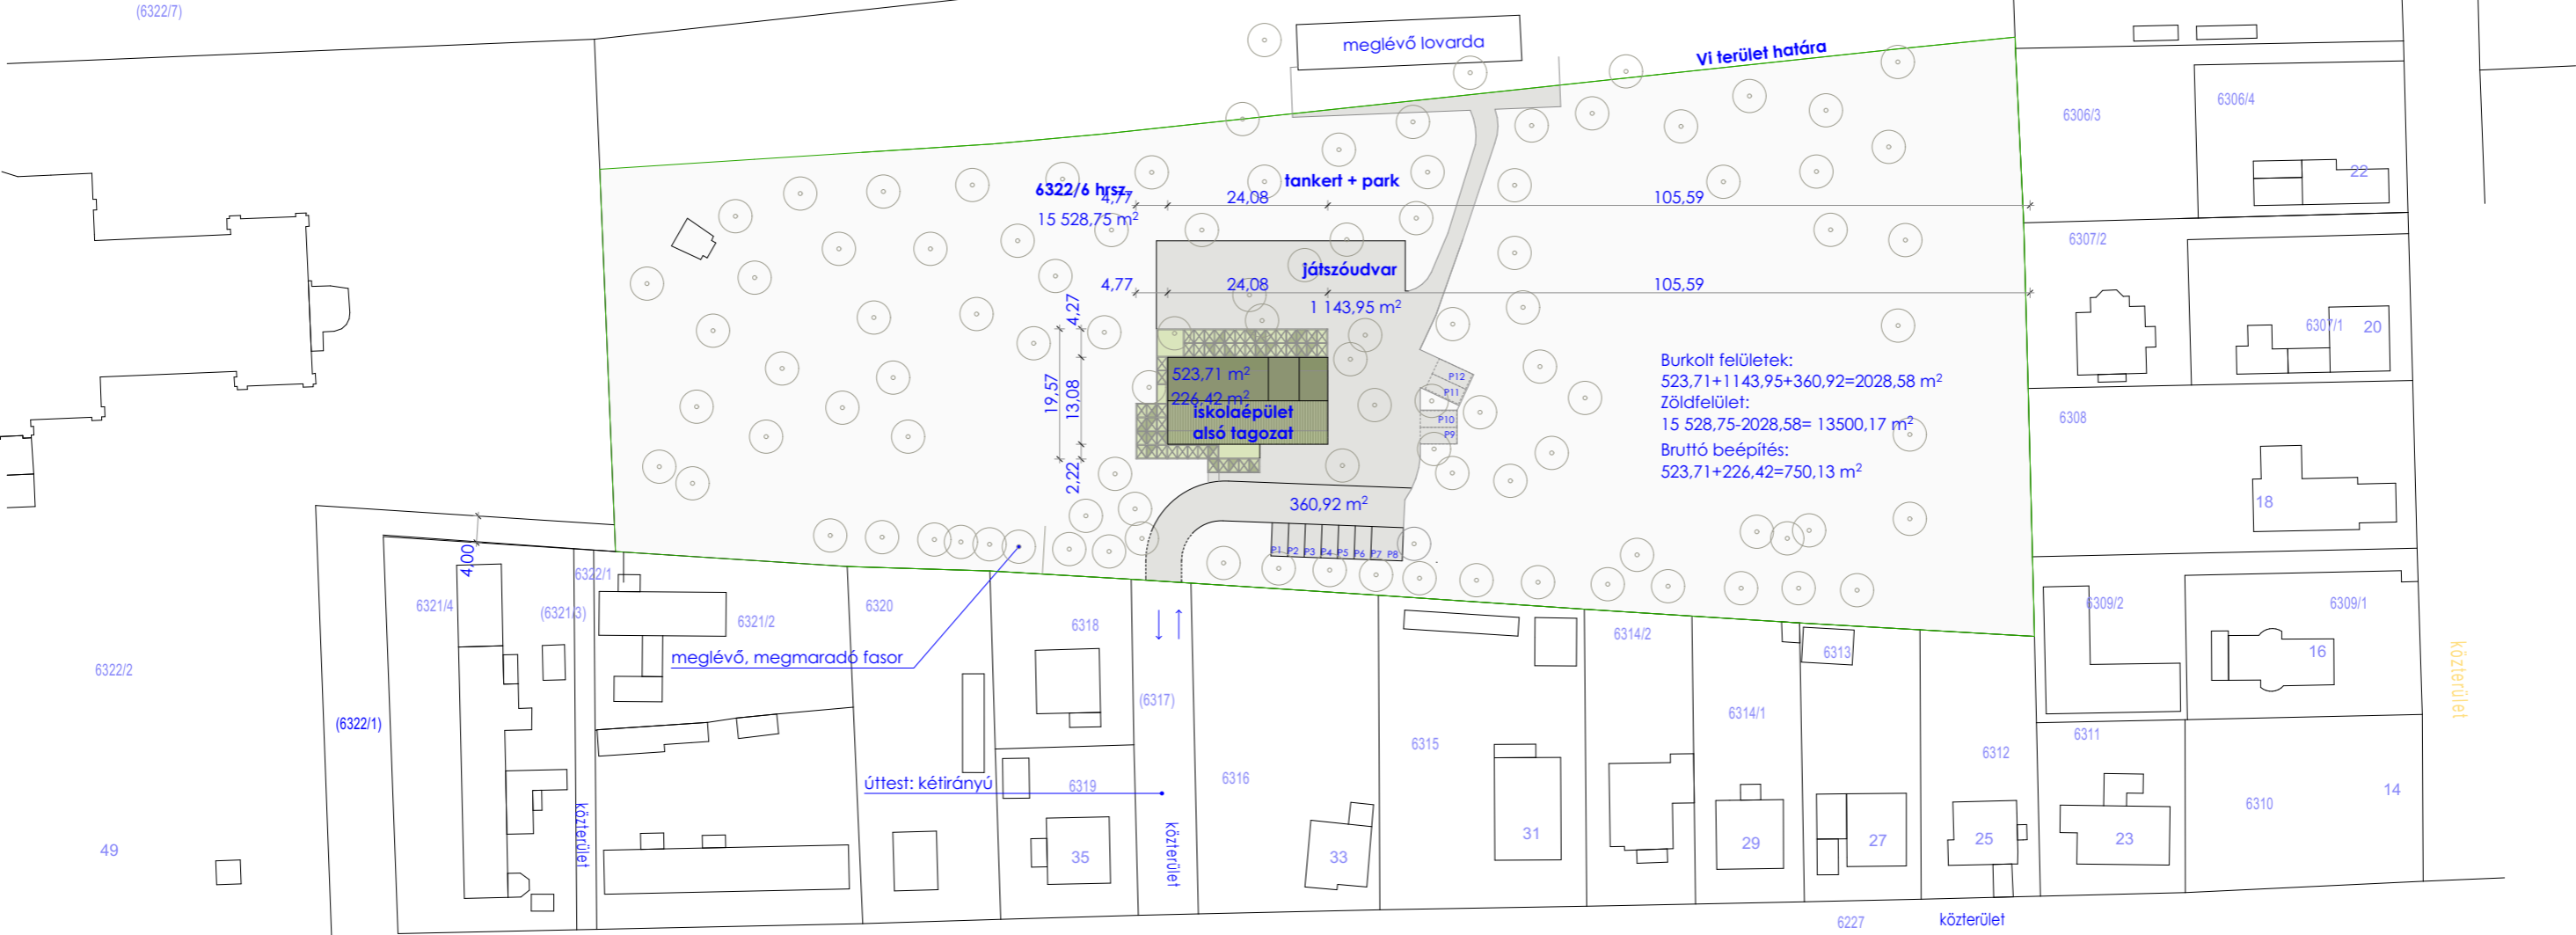 (6322/7)
meglévő lovarda
Vi terület határa
6306/3
6306/4
22
6322/6 hrsz.
15 528,75 m²
tankert + park
4,77
24,08
105,59
6307/2
6307/1
20
játszóudvar
1 143,95 m²
4,77
24,08
105,59
4,27
19,57
13,08
2,22
523,71 m²
226,42 m²
iskolaépület
alsó tagozat
P12
P11
P10
P9
Burkolt felületek:
523,71+1143,95+360,92=2028,58 m²
Zöldfelület:
15 528,75-2028,58= 13500,17 m²
Bruttó beépítés:
523,71+226,42=750,13 m²
6308
18
360,92 m²
P1
P2
P3
P4
P5
P6
P7
P8
4,00
6322/1
6321/4
(6321/3)
6321/2
6320
6318
6314/2
6313
6309/2
6309/1
16
közterület
meglévő, megmaradó fasor
6322/2
(6322/1)
(6317)
6315
6314/1
6312
6311
úttest: kétirányú
6319
6316
6310
14
49
közterület
35
közterület
33
31
29
27
25
23
6227
közterület